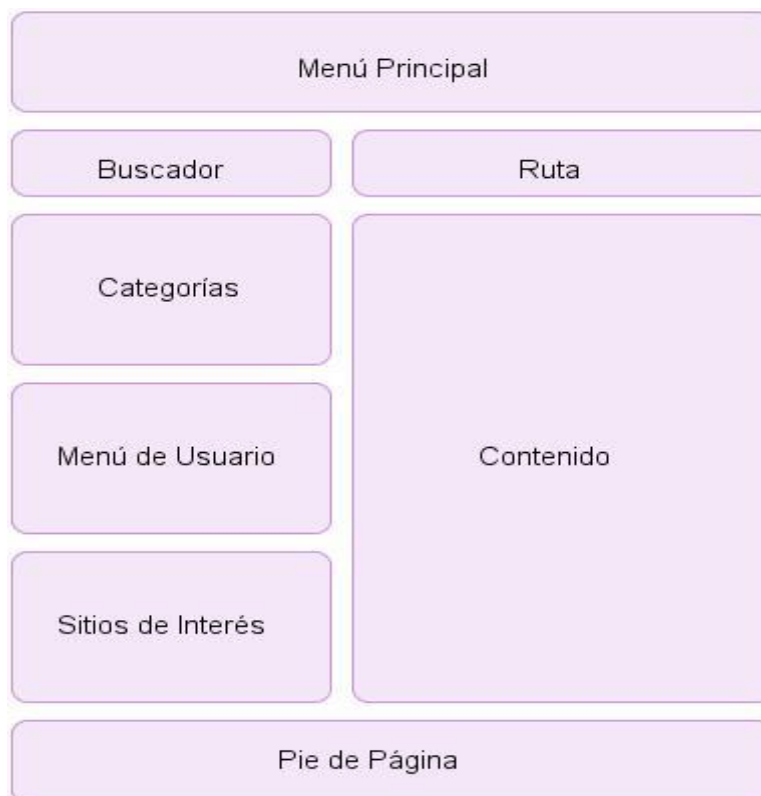 Menú Principal
Buscador
Ruta
Categorías
Menú de Usuario
Contenido
Sitios de Interés
Pie de Página